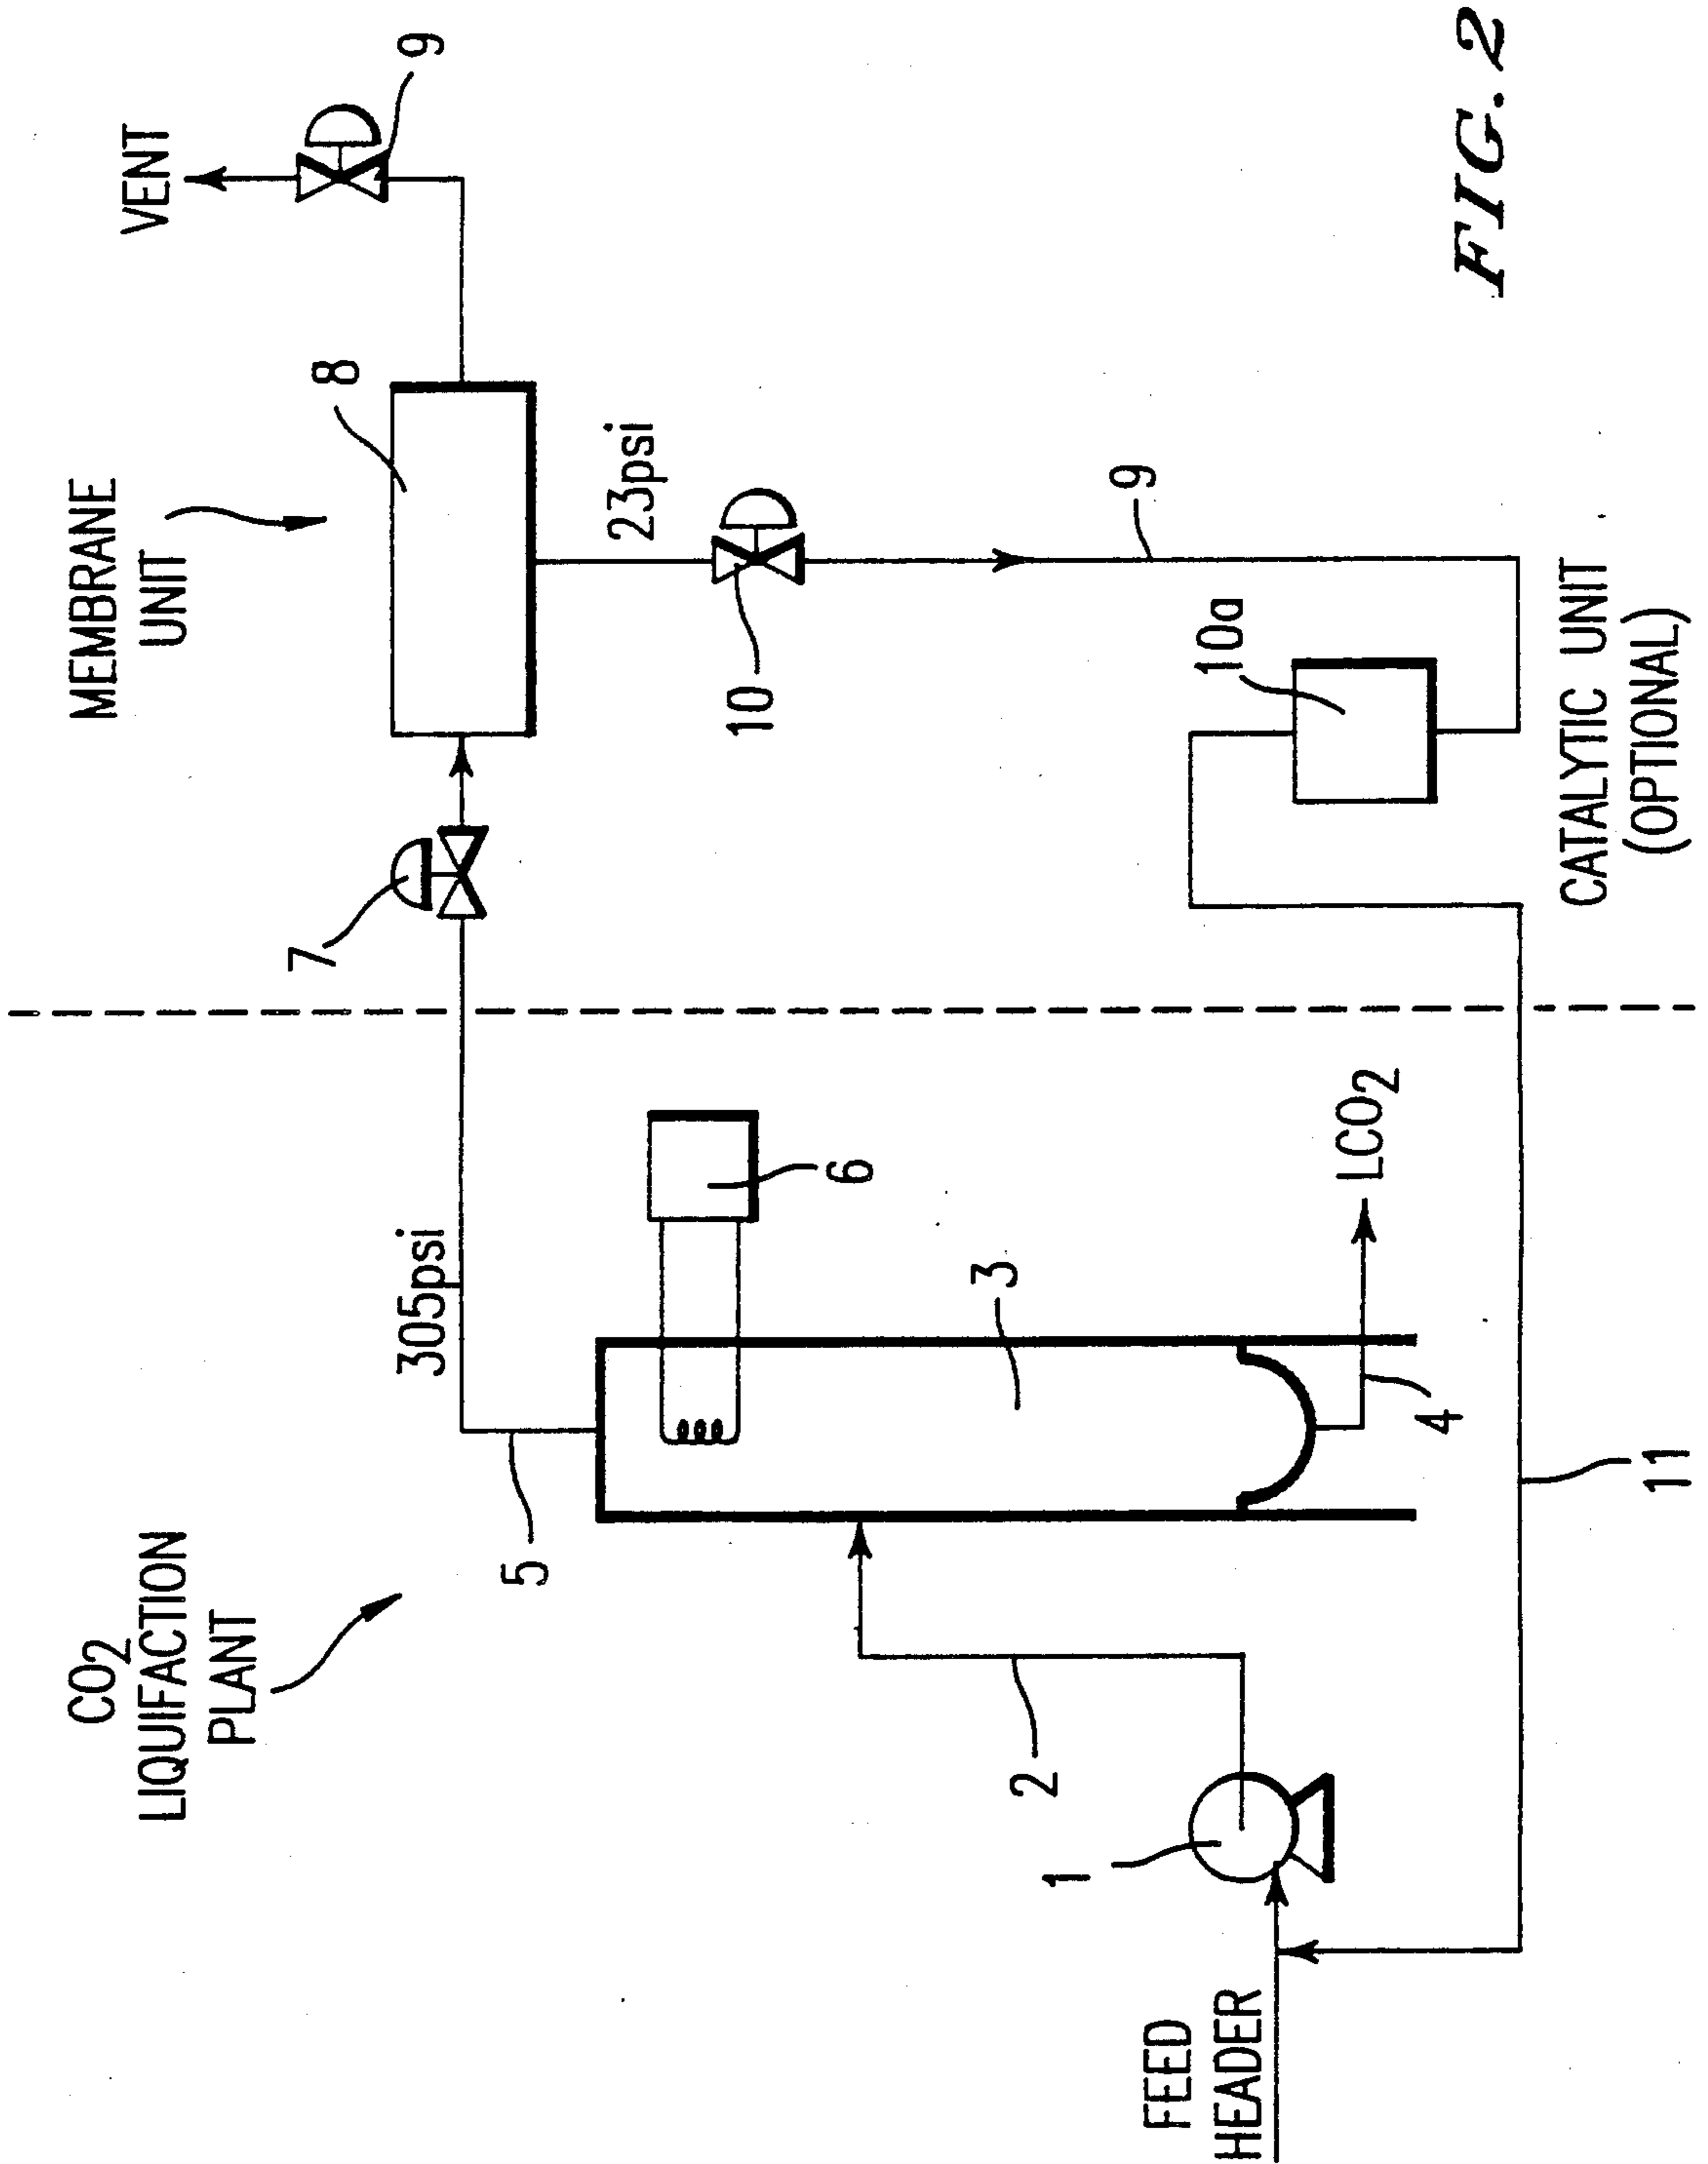 CO2
LIQUIFACTION
PLANT
MEMBRANE
UNIT
VENT
9
8
7
305psi
5
23psi
10
6
3
2
1
9
10a
LCO2
4
FEED
HEADER
11
CATALYTIC UNIT
(OPTIONAL)
FIG. 2